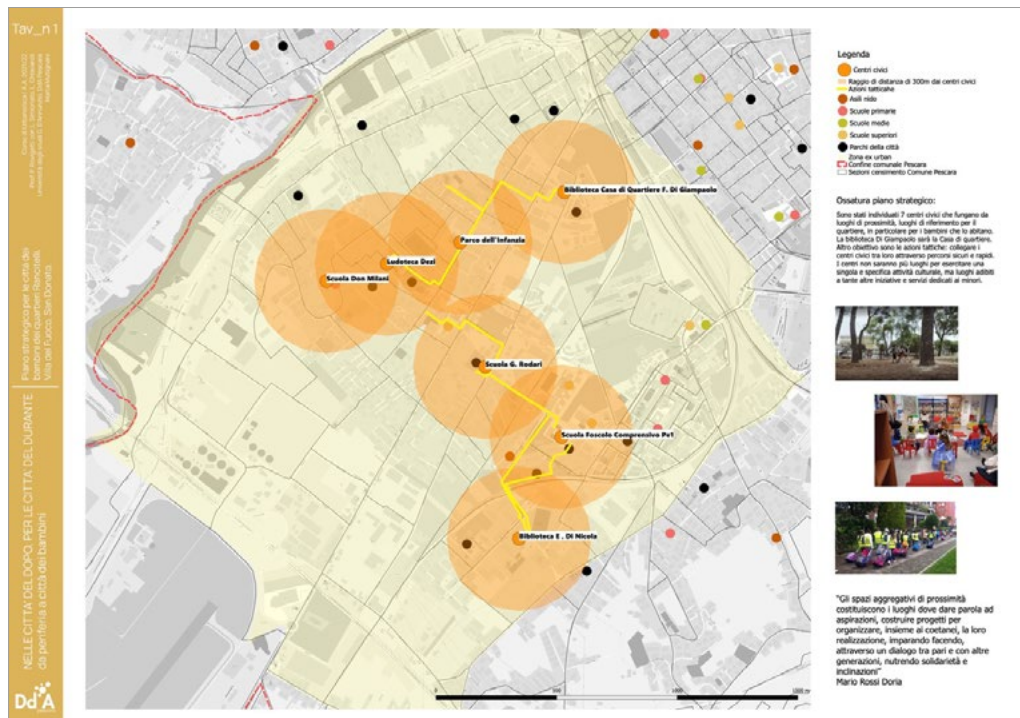 Tav_n 1
Piano strategico per le città dei
bambini dei quartieri Rancitelli,
Villa del Fuoco, San Donato
NELLE CITTA' DEL DOPO, PER LE CITTA' DEL DURANTE
da periferia a città dei bambini
DdA
Biblioteca Casa di Quartiere F. Di Giampaolo
Parco dell'Infanzia
Ludoteca Dezi
Scuola Don Milani
Scuola G. Rodari
Scuola Foscolo Comprensivo Pe1
Biblioteca E. Di Nicola
0
500
1000
1500 m
Legenda
Centri civici
Raggio di distanza di 300m dai centri civici
Azioni tatticahe
Asili nido
Scuole primarie
Scuole medie
Scuole superiori
Parchi della città
Zona ex urban
Confine comunale Pescara
Sezioni censimento Comune Pescara
Ossatura piano strategico:
Sono stati individuati 7 centri civici che fungano da
luoghi di prossimità, luoghi di riferimento per il
quartiere, in particolare per i bambini che lo abitano.
La biblioteca Di Giampaolo sarà la Casa di quartiere.
Altro obiettivo sono le azioni tattiche: collegare i
centri civici tra loro attraverso percorsi sicuri e rapidi.
I centri non saranno più luoghi per esercitare una
singola e specifica attività culturale, ma luoghi adibiti
a tante altre iniziative e servizi dedicati ai minori.
"Gli spazi aggregativi di prossimità
costituiscono i luoghi dove dare parola ad
aspirazioni, costruire progetti per
organizzare, insieme ai coetanei, la loro
realizzazione, imparando facendo,
attraverso un dialogo tra pari e con altre
generazioni, nutrendo solidarietà e
inclinazioni"
Mario Rossi Doria